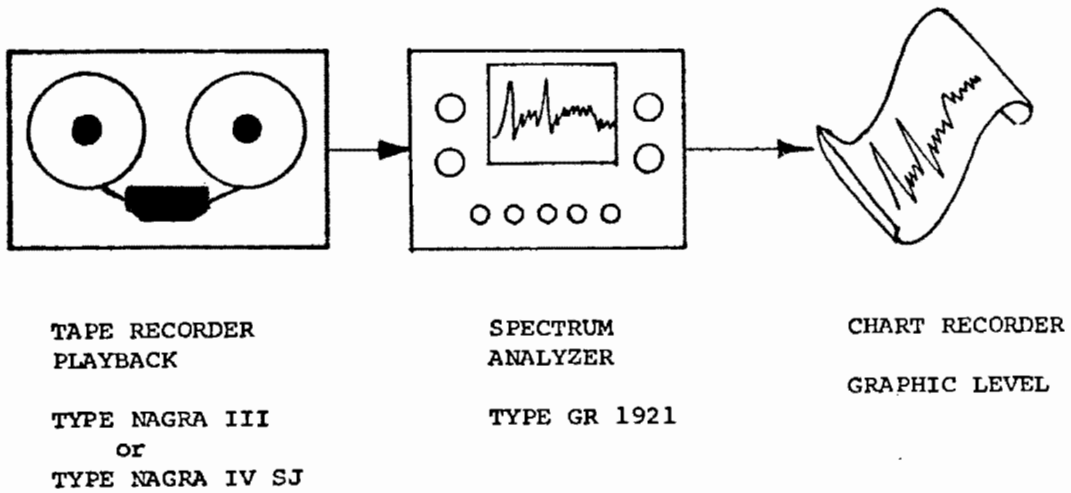 TAPE RECORDER
PLAYBACK
TYPE NAGRA III
or
TYPE NAGRA IV SJ
SPECTRUM
ANALYZER
TYPE GR 1921
CHART RECORDER
GRAPHIC LEVEL